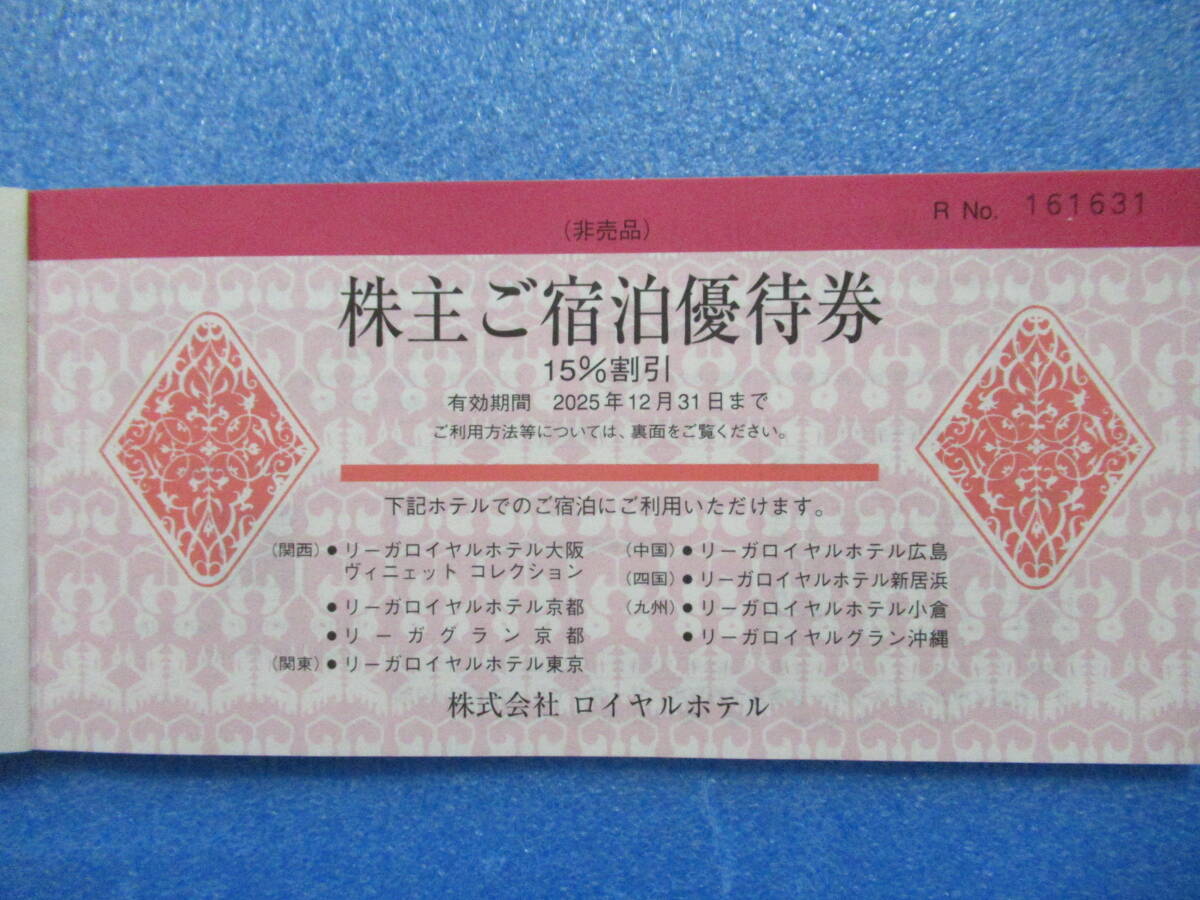 (非売品)
R No. 161631
株主ご宿泊優待券
15%割引
有効期間 2025年12月31日まで
ご利用方法等については、裏面をご覧ください。
下記ホテルでのご宿泊にご利用いただけます。
(関西)●リーガロイヤルホテル大阪
ヴィニェット コレクション
●リーガロイヤルホテル京都
●リーガグラン京都
(関東)●リーガロイヤルホテル東京
(中国)●リーガロイヤルホテル広島
(四国)●リーガロイヤルホテル新居浜
(九州)●リーガロイヤルホテル小倉
●リーガロイヤルグラン沖縄
株式会社 ロイヤルホテル